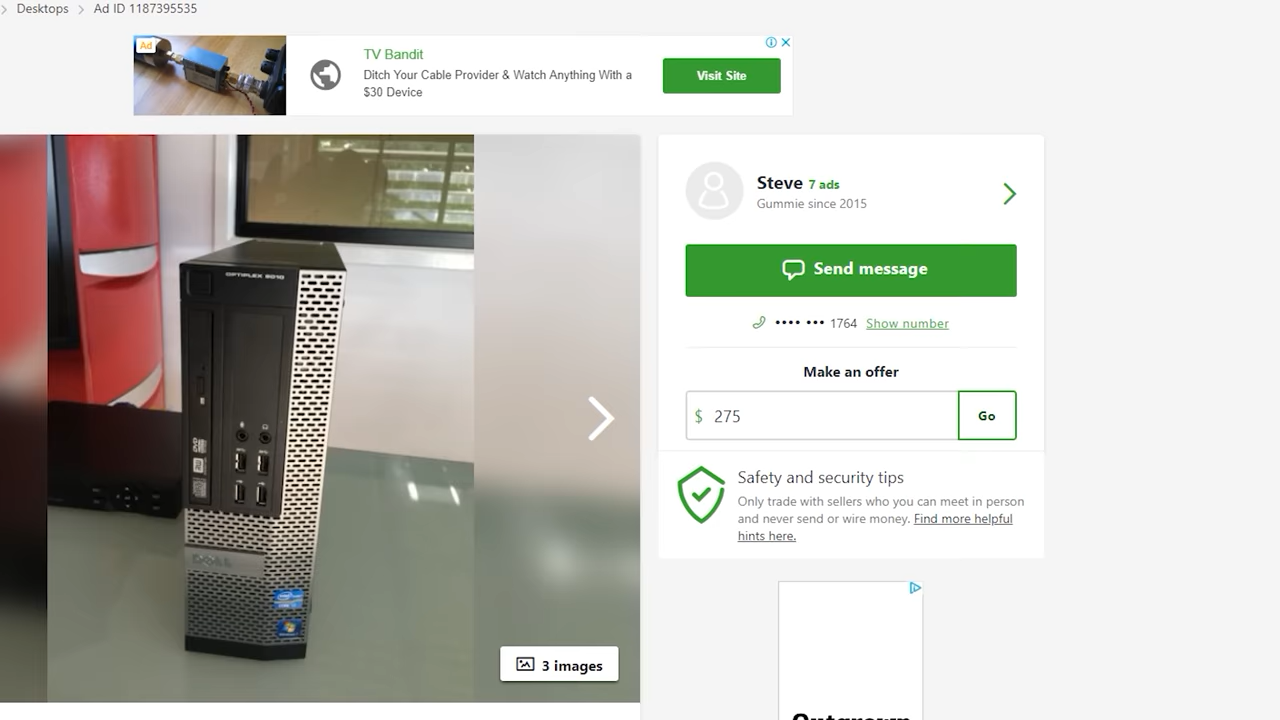 Desktops
Ad ID 1187395535
Ad
TV Bandit
Ditch Your Cable Provider & Watch Anything With a
$30 Device
Visit Site
Steve 7 ads
Gummie since 2015
Send message
•••• ••• 1764 Show number
Make an offer
$ 275
Go
Safety and security tips
Only trade with sellers who you can meet in person
and never send or wire money. Find more helpful
hints here.
OPTIPLEX 9010
DELL
3 images